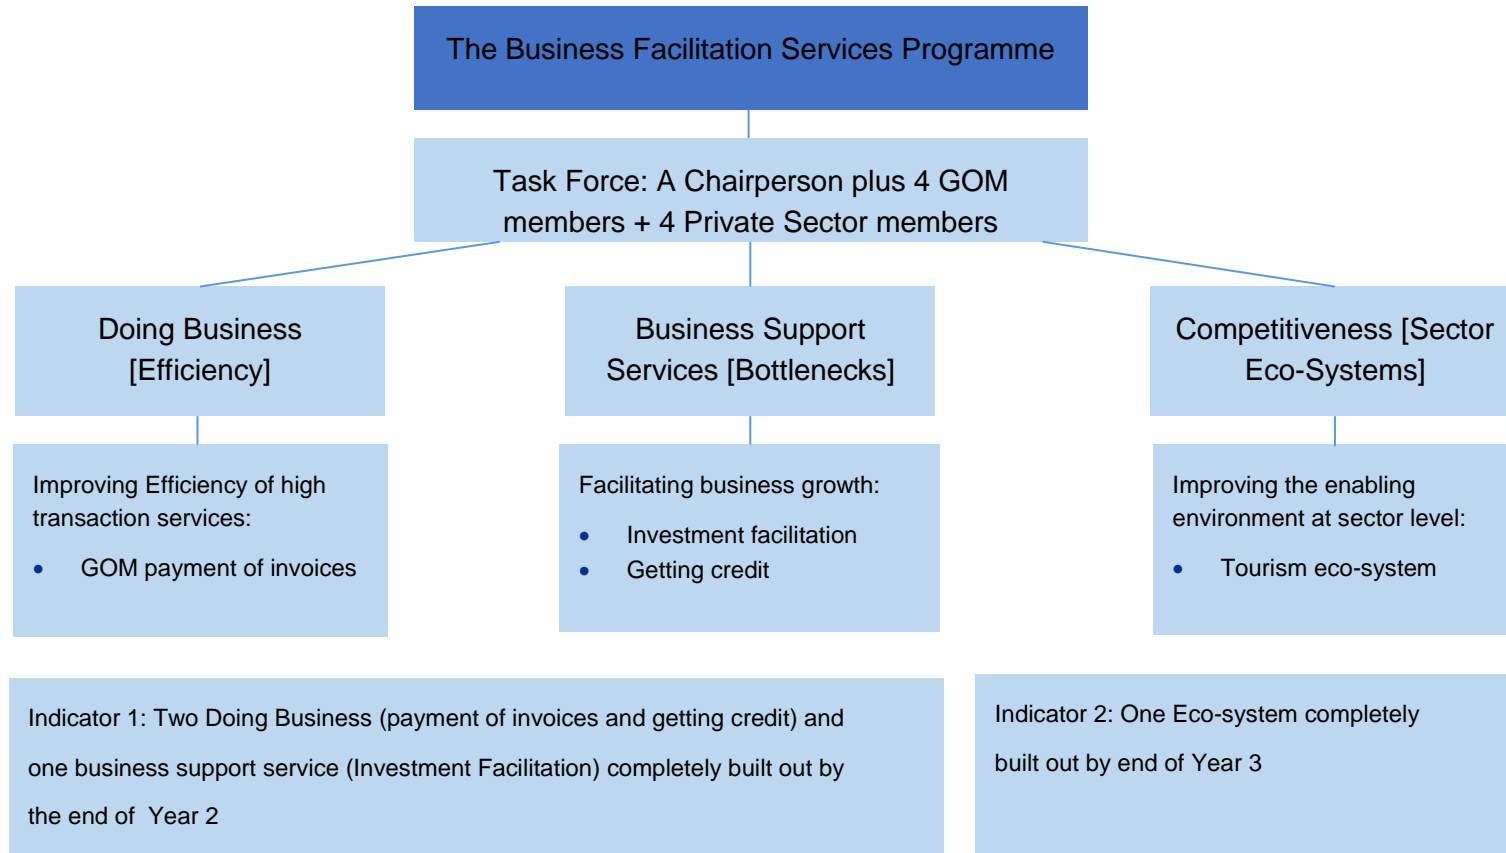 The Business Facilitation Services Programme
Task Force: A Chairperson plus 4 GOM
members + 4 Private Sector members
Doing Business
[Efficiency]
Business Support
Services [Bottlenecks]
Competitiveness [Sector
Eco-Systems]
Improving Efficiency of high
transaction services:
• GOM payment of invoices
Facilitating business growth:
• Investment facilitation
• Getting credit
Improving the enabling
environment at sector level:
• Tourism eco-system
Indicator 1: Two Doing Business (payment of invoices and getting credit) and
one business support service (Investment Facilitation) completely built out by
the end of Year 2
Indicator 2: One Eco-system completely
built out by end of Year 3